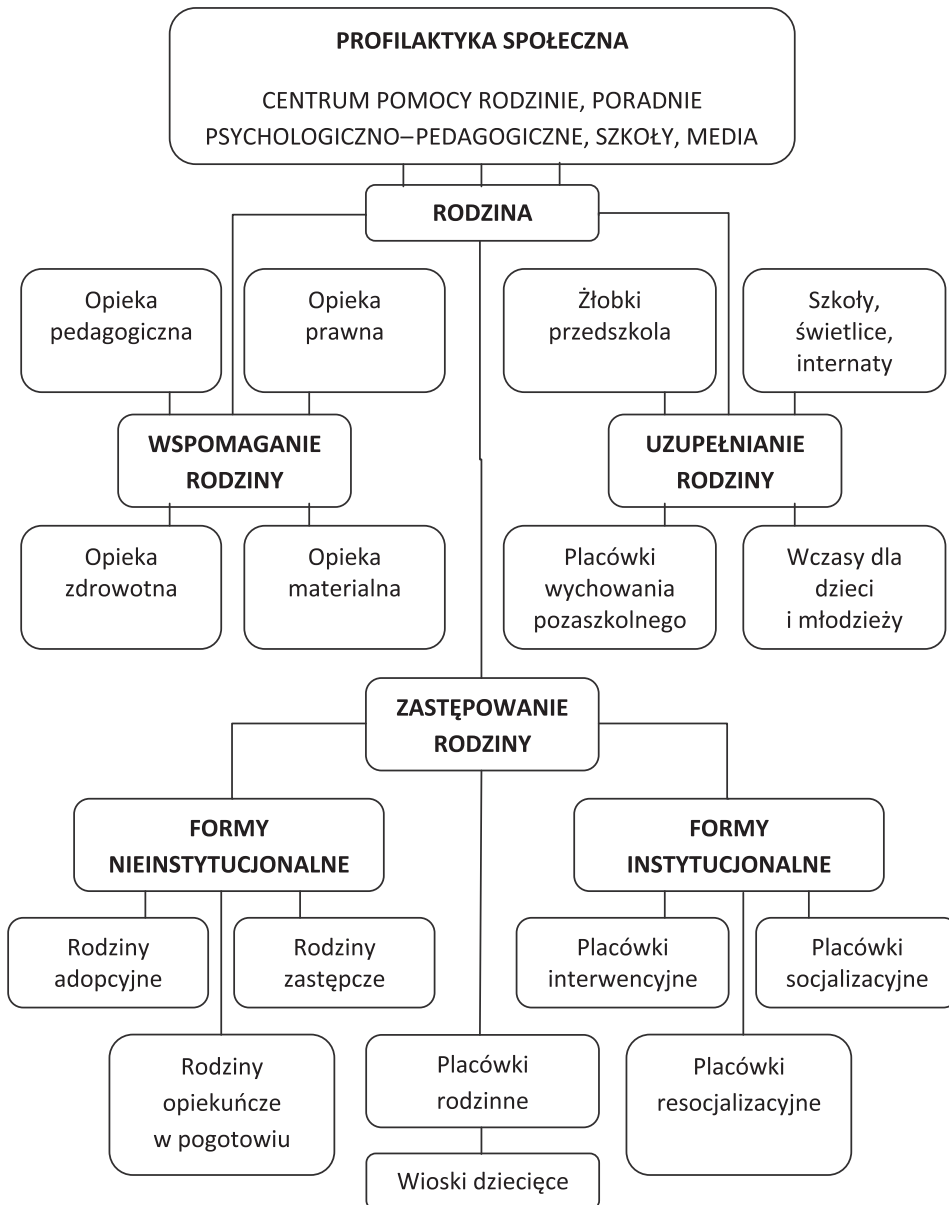 PROFILAKTYKA SPOŁECZNA
CENTRUM POMOCY RODZINIE, PORADNIE
PSYCHOLOGICZNO–PEDAGOGICZNE, SZKOŁY, MEDIA
RODZINA
Opieka
pedagogiczna
Opieka
prawna
Żłobki
przedszkola
Szkoły,
świetlice,
internaty
WSPOMAGANIE
RODZINY
UZUPEŁNIANIE
RODZINY
Opieka
zdrowotna
Opieka
materialna
Placówki
wychowania
pozaszkolnego
Wczasy dla
dzieci
i młodzieży
ZASTĘPOWANIE
RODZINY
FORMY
NIEINSTYTUCJONALNE
FORMY
INSTYTUCJONALNE
Rodziny
adopcyjne
Rodziny
zastępcze
Placówki
interwencyjne
Placówki
socjalizacyjne
Rodziny
opiekuńcze
w pogotowiu
Placówki
rodzinne
Placówki
resocjalizacyjne
Wioski dziecięce